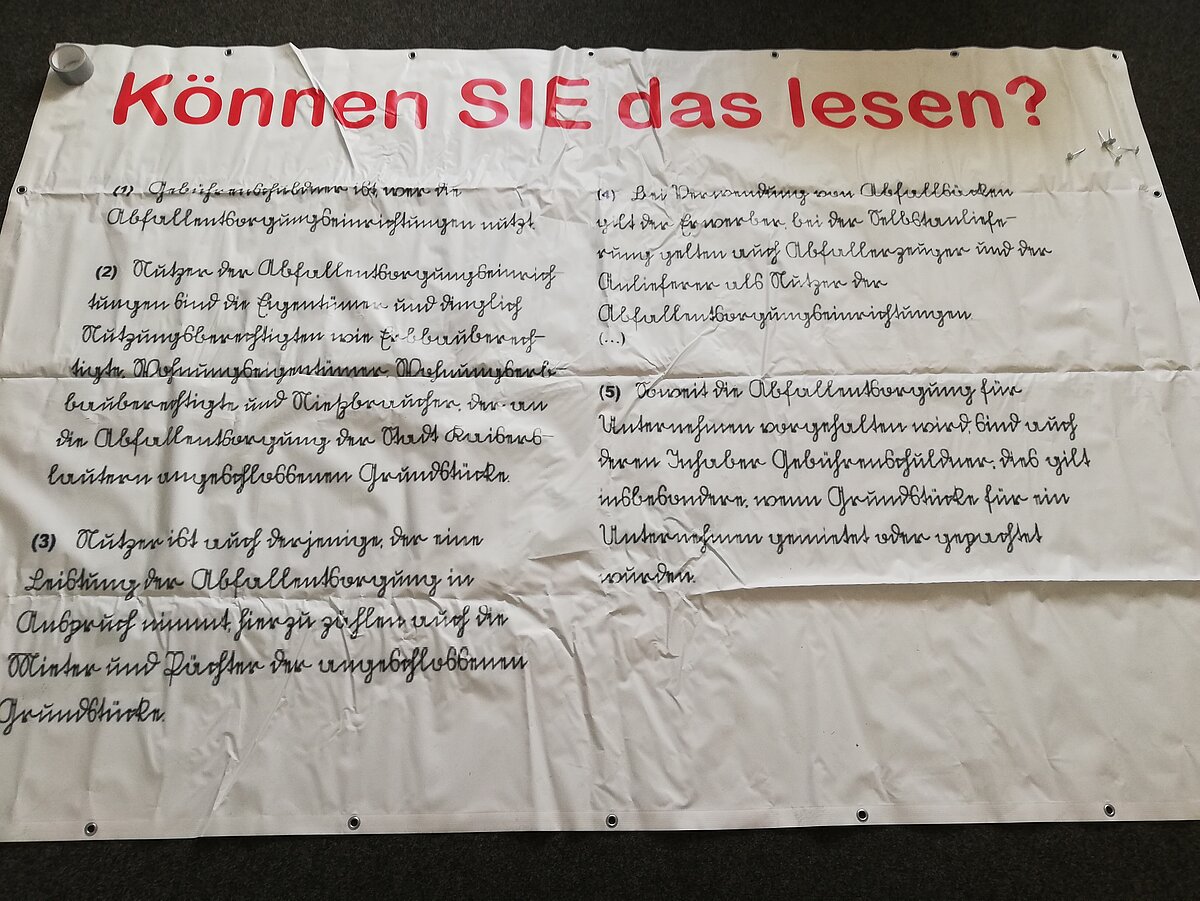 Können SIE das lesen?
(1) Gebührenschuldner ist, wer die
Abfallentsorgungseinrichtungen nutzt.
(2) Nutzer der Abfallentsorgungseinrich-
tungen sind die Eigentümer und dinglich
Nutzungsberechtigten wie Erbbauberech-
tigte, Wohnungseigentümer, Wohnungserb-
bauberechtigte und Nießbraucher, der an
die Abfallentsorgung der Stadt Kaisers-
lautern angeschlossenen Grundstücke.
(3) Nutzer ist auch derjenige, der eine
Leistung der Abfallentsorgung in
Anspruch nimmt, hierzu zählen auch die
Mieter und Pächter der angeschlossenen
Grundstücke.
(4) Bei Verwendung von Abfallsäcken
gilt der Erwerber, bei der Selbstanliefe-
rung gelten auch Abfallerzeuger und der
Anlieferer als Nutzer der
Abfallentsorgungseinrichtungen.
(...)
(5) Soweit die Abfallentsorgung für
Unternehmen vorgehalten wird, sind auch
deren Inhaber Gebührenschuldner, dies gilt
insbesondere, wenn Grundstücke für ein
Unternehmen gemietet oder gepachtet
wurden.